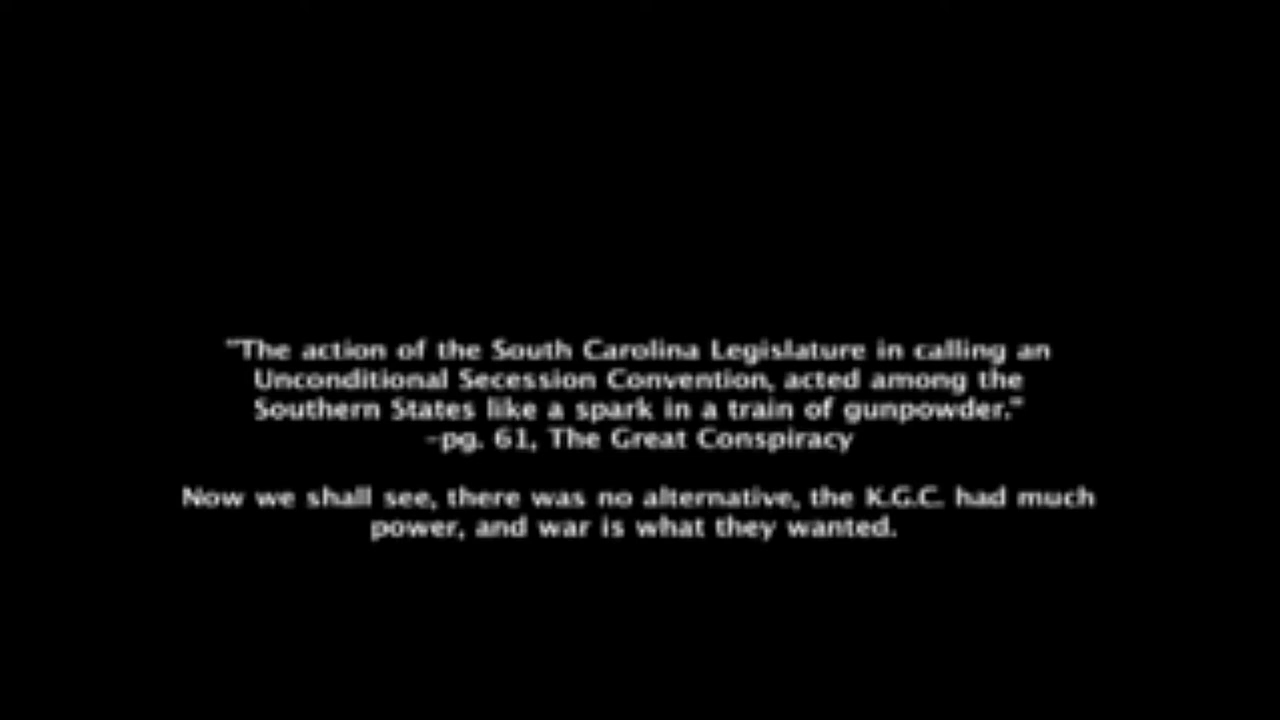 "The action of the South Carolina Legislature in calling an
Unconditional Secession Convention, acted among the
Southern States like a spark in a train of gunpowder."
-pg. 61, The Great Conspiracy
Now we shall see, there was no alternative, the K.G.C. had much
power, and war is what they wanted.